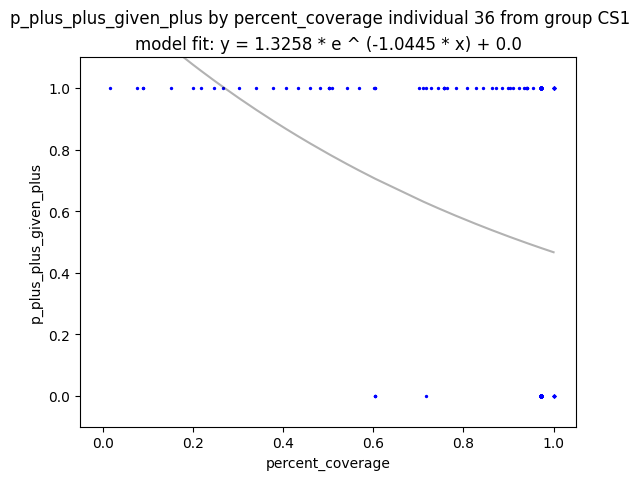 p_plus_plus_given_plus by percent_coverage individual 36 from group CS1
model fit: y = 1.3258 * e ^ (-1.0445 * x) + 0.0
1.0
0.8
0.6
0.4
0.2
0.0
p_plus_plus_given_plus
0.0 0.2 0.4 0.6 0.8 1.0
percent_coverage